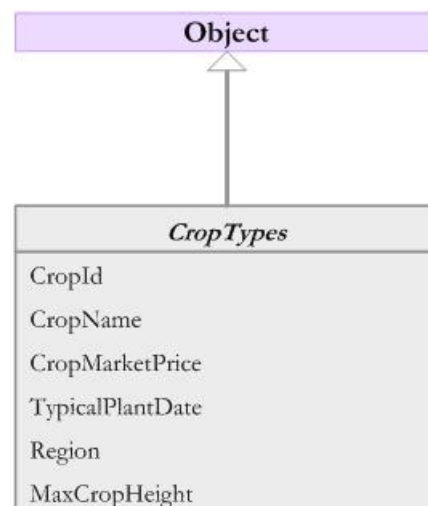 Object
CropTypes
CropId
CropName
CropMarketPrice
TypicalPlantDate
Region
MaxCropHeight